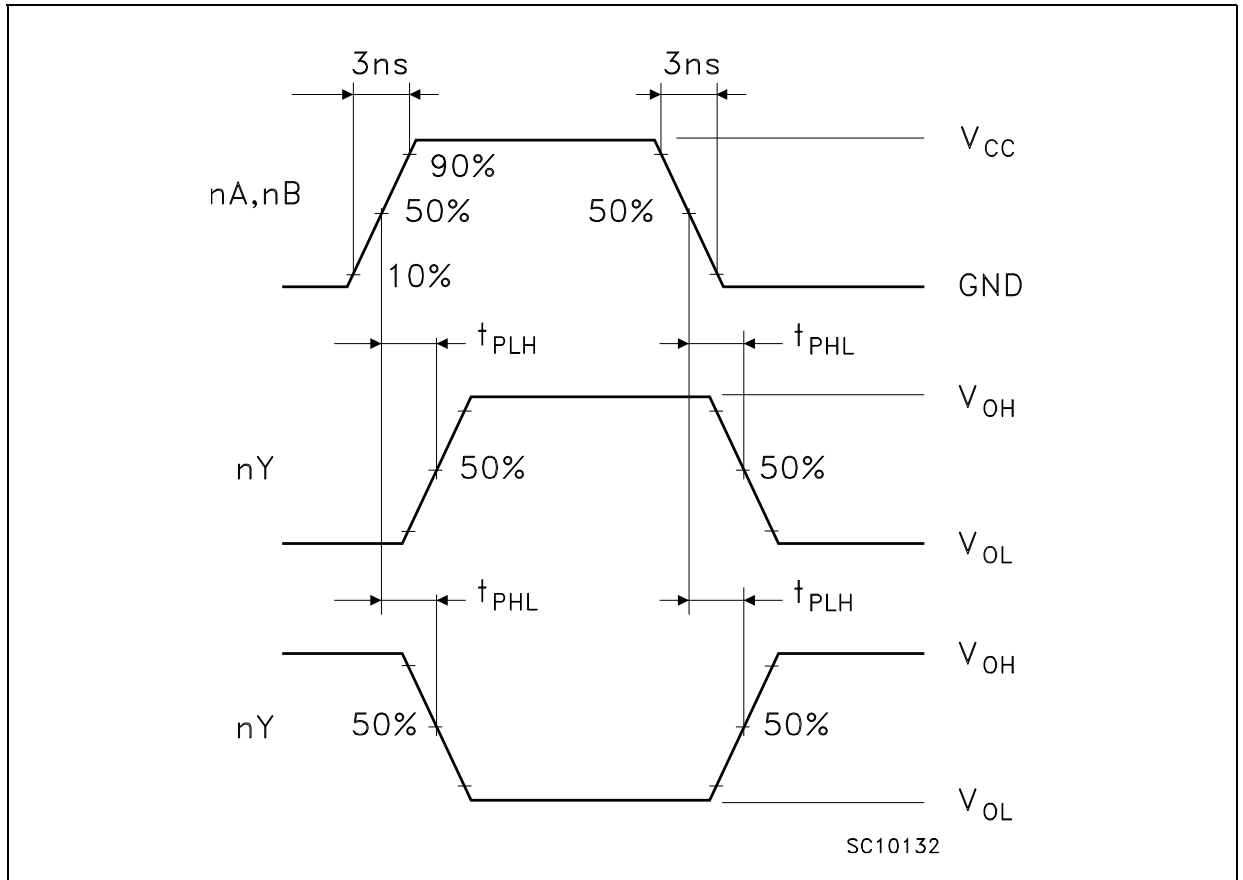 3ns 3ns
V_CC
90%
nA,nB
50% 50%
10%
GND
t_PLH t_PHL
V_OH
nY
50% 50%
V_OL
t_PHL t_PLH
V_OH
nY
50% 50%
V_OL
SC10132